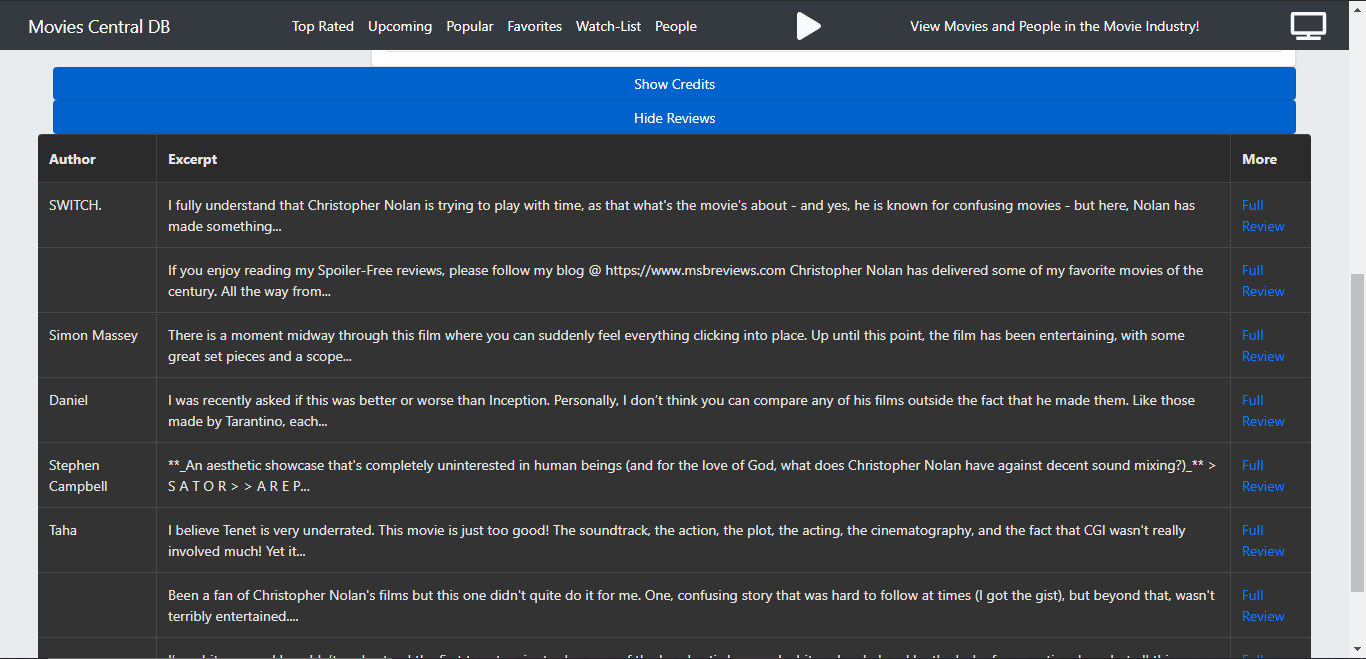 Movies Central DB
Top Rated Upcoming Popular Favorites Watch-List People
View Movies and People in the Movie Industry!
Show Credits
Hide Reviews
Author Excerpt More
SWITCH.
I fully understand that Christopher Nolan is trying to play with time, as that what's the movie's about - and yes, he is known for confusing movies - but here, Nolan has
made something...
Full
Review
If you enjoy reading my Spoiler-Free reviews, please follow my blog @ https://www.msbreviews.com Christopher Nolan has delivered some of my favorite movies of the
century. All the way from...
Full
Review
Simon Massey
There is a moment midway through this film where you can suddenly feel everything clicking into place. Up until this point, the film has been entertaining, with some
great set pieces and a scope...
Full
Review
Daniel
I was recently asked if this was better or worse than Inception. Personally, I don’t think you can compare any of his films outside the fact that he made them. Like those
made by Tarantino, each...
Full
Review
Stephen
Campbell
**_An aesthetic showcase that's completely uninterested in human beings (and for the love of God, what does Christopher Nolan have against decent sound mixing?)_** >
S A T O R > > A R E P...
Full
Review
Taha
I believe Tenet is very underrated. This movie is just too good! The soundtrack, the action, the plot, the acting, the cinematography, and the fact that CGI wasn't really
involved much! Yet it...
Full
Review
Been a fan of Christopher Nolan's films but this one didn't quite do it for me. One, confusing story that was hard to follow at times (I got the gist), but beyond that, wasn't
terribly entertained....
Full
Review
Full